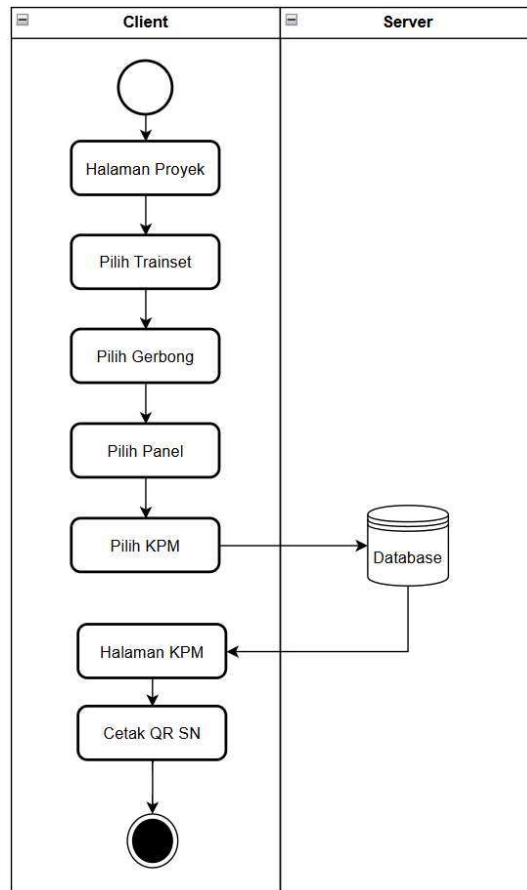 Client
Server
Halaman Proyek
Pilih Trainset
Pilih Gerbong
Pilih Panel
Pilih KPM
Database
Halaman KPM
Cetak QR SN